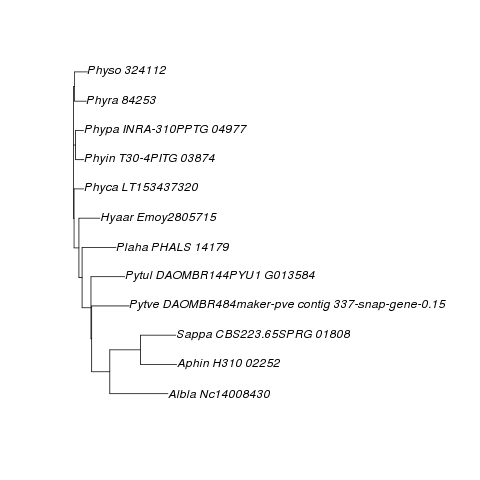 Physo 324112
Phyra 84253
Phypa INRA-310PPTG 04977
Phyin T30-4PITG 03874
Phyca LT153437320
Hyaar Emoy2805715
Plaha PHALS 14179
Pytul DAOMBR144PYU1 G013584
Pytve DAOMBR484maker-pve contig 337-snap-gene-0.15
Sappa CBS223.65SPRG 01808
Aphin H310 02252
Albla Nc14008430